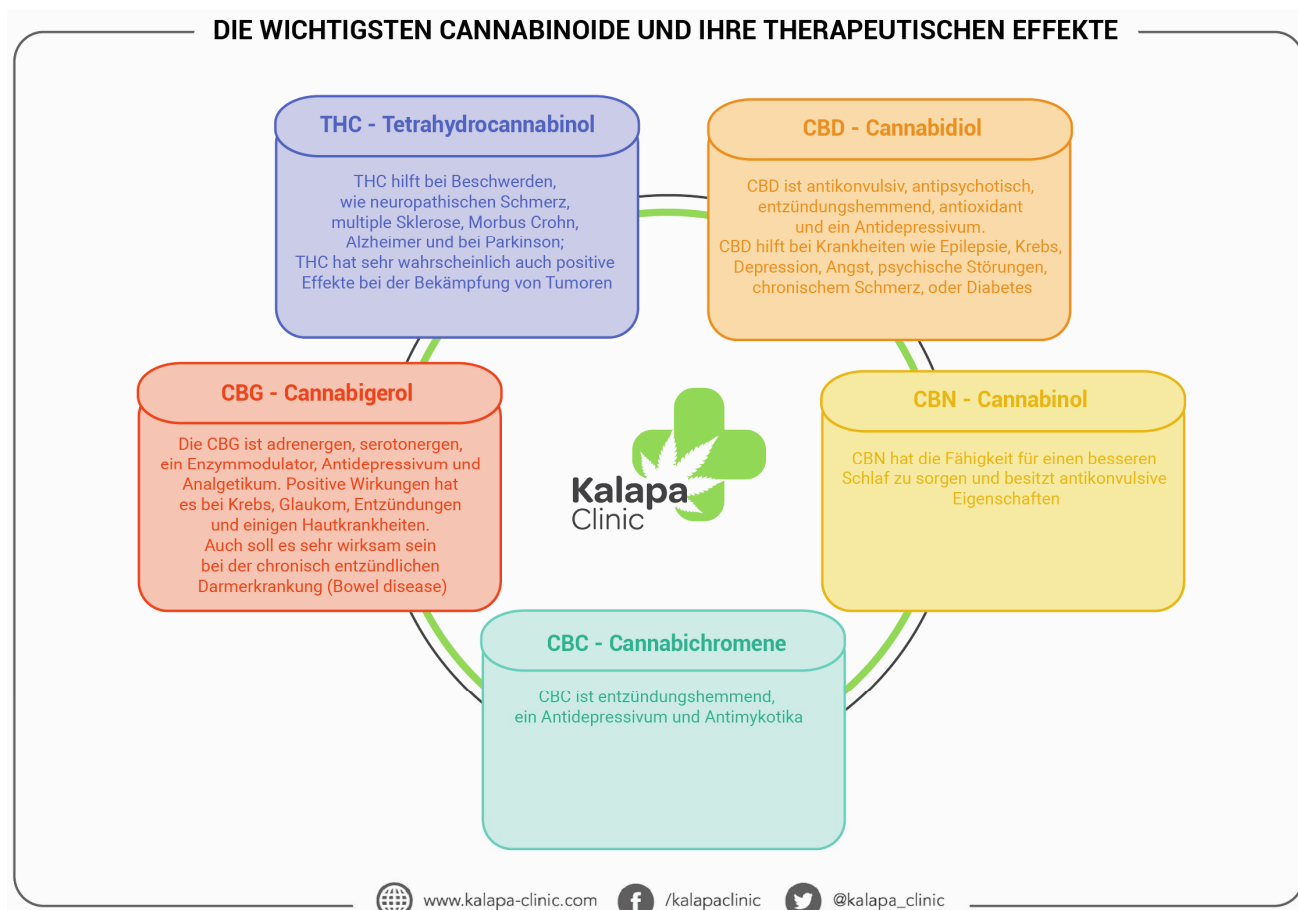 DIE WICHTIGSTEN CANNABINOIDE UND IHRE THERAPEUTISCHEN EFFEKTE
THC - Tetrahydrocannabinol
THC hilft bei Beschwerden,
wie neuropathischen Schmerz,
multiple Sklerose, Morbus Crohn,
Alzheimer und bei Parkinson;
THC hat sehr wahrscheinlich auch positive
Effekte bei der Bekämpfung von Tumoren
CBD - Cannabidiol
CBD ist antikonvulsiv, antipsychotisch,
entzündungshemmend, antioxidant
und ein Antidepressivum.
CBD hilft bei Krankheiten wie Epilepsie, Krebs,
Depression, Angst, psychische Störungen,
chronischem Schmerz, oder Diabetes
CBG - Cannabigerol
Die CBG ist adrenergen, serotonergen,
ein Enzymmodulator, Antidepressivum und
Analgetikum. Positive Wirkungen hat
es bei Krebs, Glaukom, Entzündungen
und einigen Hautkrankheiten.
Auch soll es sehr wirksam sein
bei der chronisch entzündlichen
Darmerkrankung (Bowel disease)
Kalapa
Clinic
CBN - Cannabinol
CBN hat die Fähigkeit für einen besseren
Schlaf zu sorgen und besitzt antikonvulsive
Eigenschaften
CBC - Cannabichromene
CBC ist entzündungshemmend,
ein Antidepressivum und Antimykotika
www.kalapa-clinic.com
/kalapaclinic
@kalapa_clinic